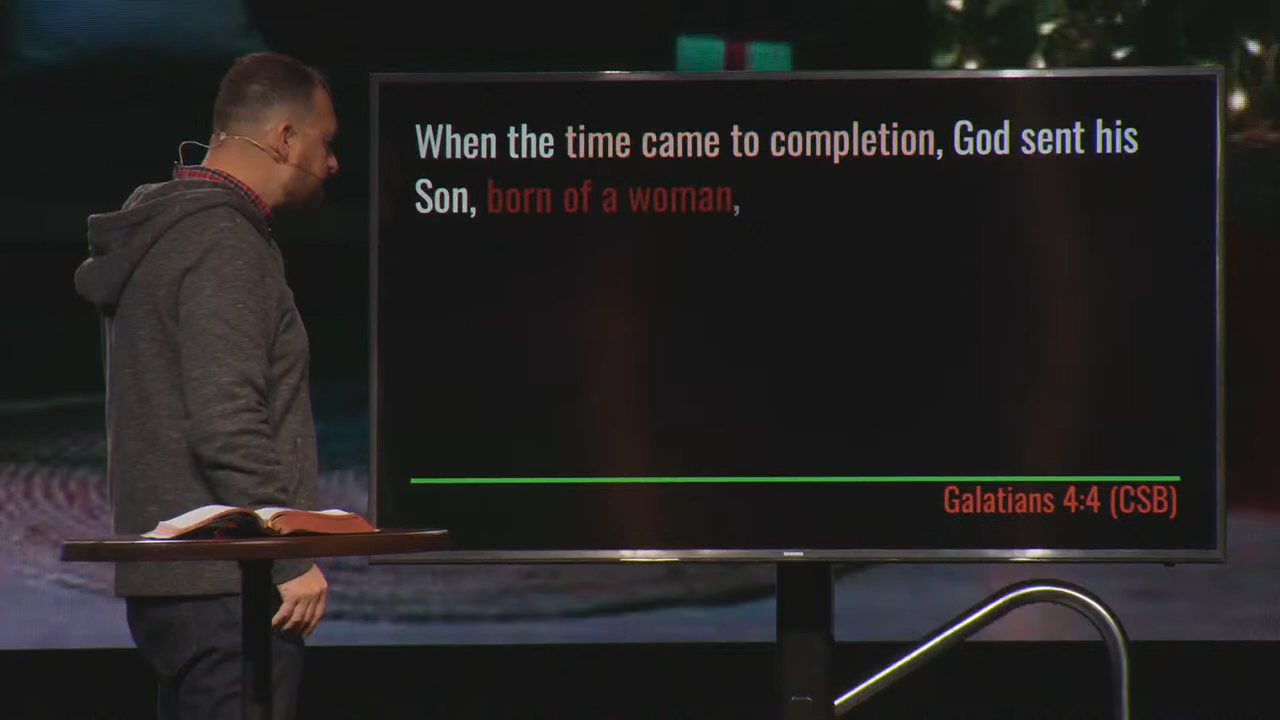 When the time came to completion, God sent his
Son, born of a woman,
Galatians 4:4 (CSB)